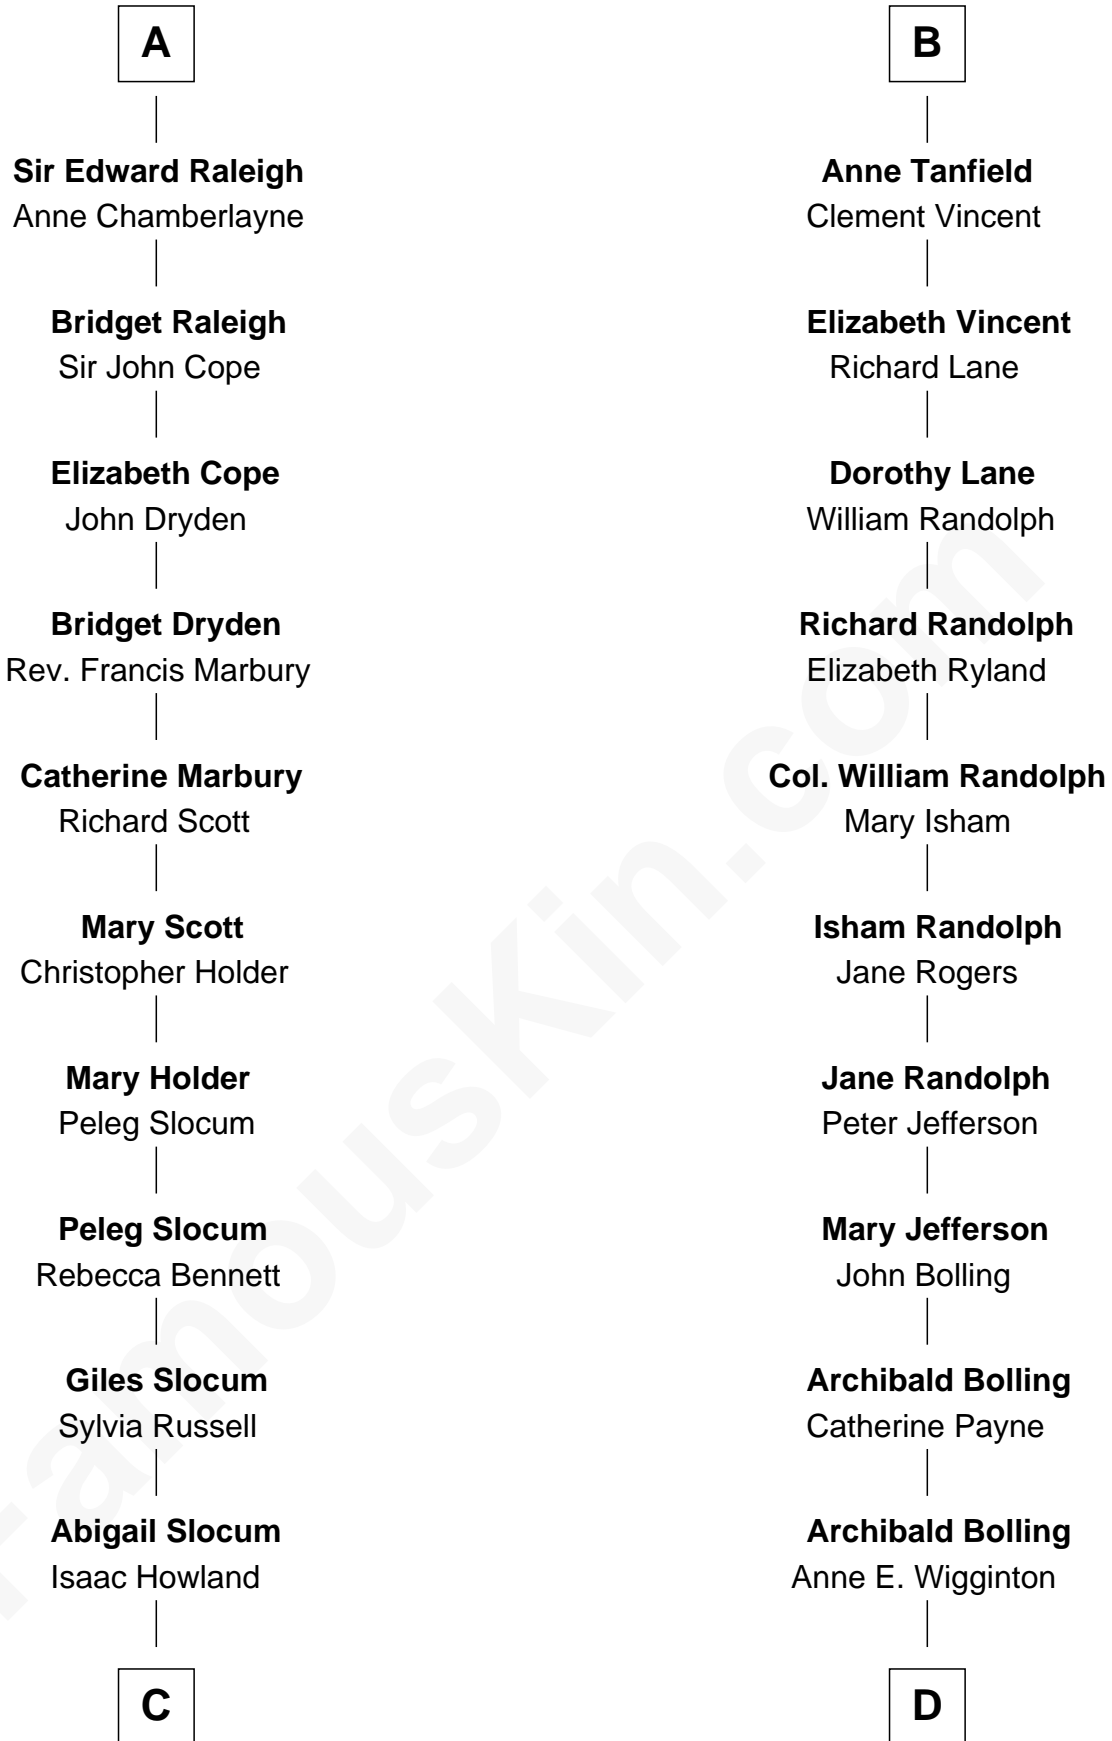 A
Sir Edward Raleigh
Anne Chamberlayne
Bridget Raleigh
Sir John Cope
Elizabeth Cope
John Dryden
Bridget Dryden
Rev. Francis Marbury
Catherine Marbury
Richard Scott
Mary Scott
Christopher Holder
Mary Holder
Peleg Slocum
Peleg Slocum
Rebecca Bennett
Giles Slocum
Sylvia Russell
Abigail Slocum
Isaac Howland
C
B
Anne Tanfield
Clement Vincent
Elizabeth Vincent
Richard Lane
Dorothy Lane
William Randolph
Richard Randolph
Elizabeth Ryland
Col. William Randolph
Mary Isham
Isham Randolph
Jane Rogers
Jane Randolph
Peter Jefferson
Mary Jefferson
John Bolling
Archibald Bolling
Catherine Payne
Archibald Bolling
Anne E. Wigginton
D
FamousKin.com